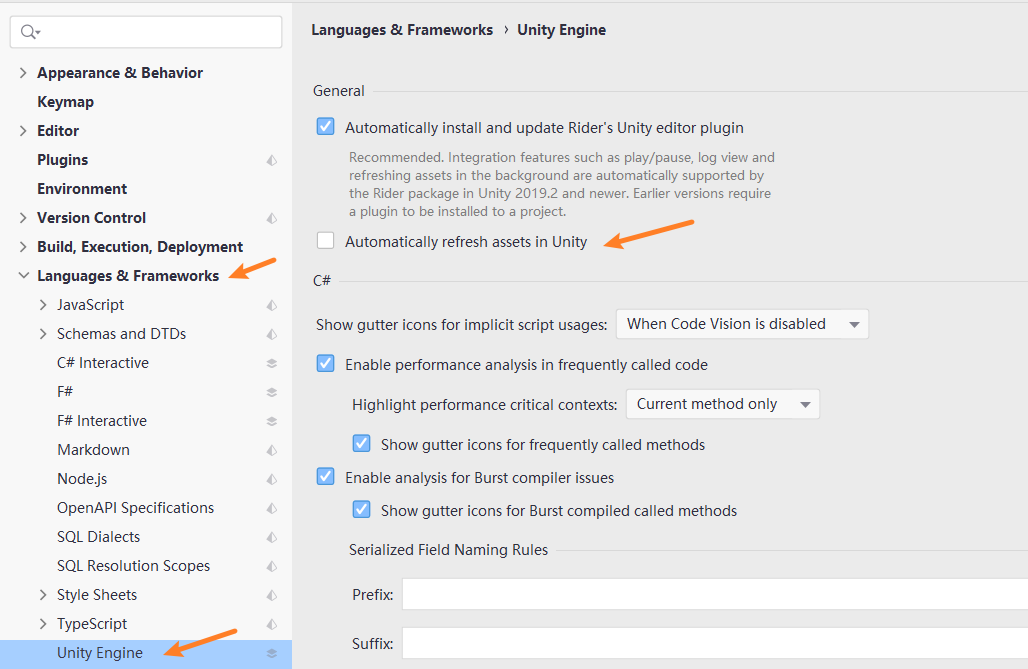 Appearance & Behavior
Keymap
Editor
Plugins
Environment
Version Control
Build, Execution, Deployment
Languages & Frameworks
JavaScript
Schemas and DTDs
C# Interactive
F#
F# Interactive
Markdown
Node.js
OpenAPI Specifications
SQL Dialects
SQL Resolution Scopes
Style Sheets
TypeScript
Unity Engine
Languages & Frameworks › Unity Engine
General
Automatically install and update Rider's Unity editor plugin
Recommended. Integration features such as play/pause, log view and
refreshing assets in the background are automatically supported by
the Rider package in Unity 2019.2 and newer. Earlier versions require
a plugin to be installed to a project.
Automatically refresh assets in Unity
C#
Show gutter icons for implicit script usages: When Code Vision is disabled
Enable performance analysis in frequently called code
Highlight performance critical contexts: Current method only
Show gutter icons for frequently called methods
Enable analysis for Burst compiler issues
Show gutter icons for Burst compiled called methods
Serialized Field Naming Rules
Prefix:
Suffix: